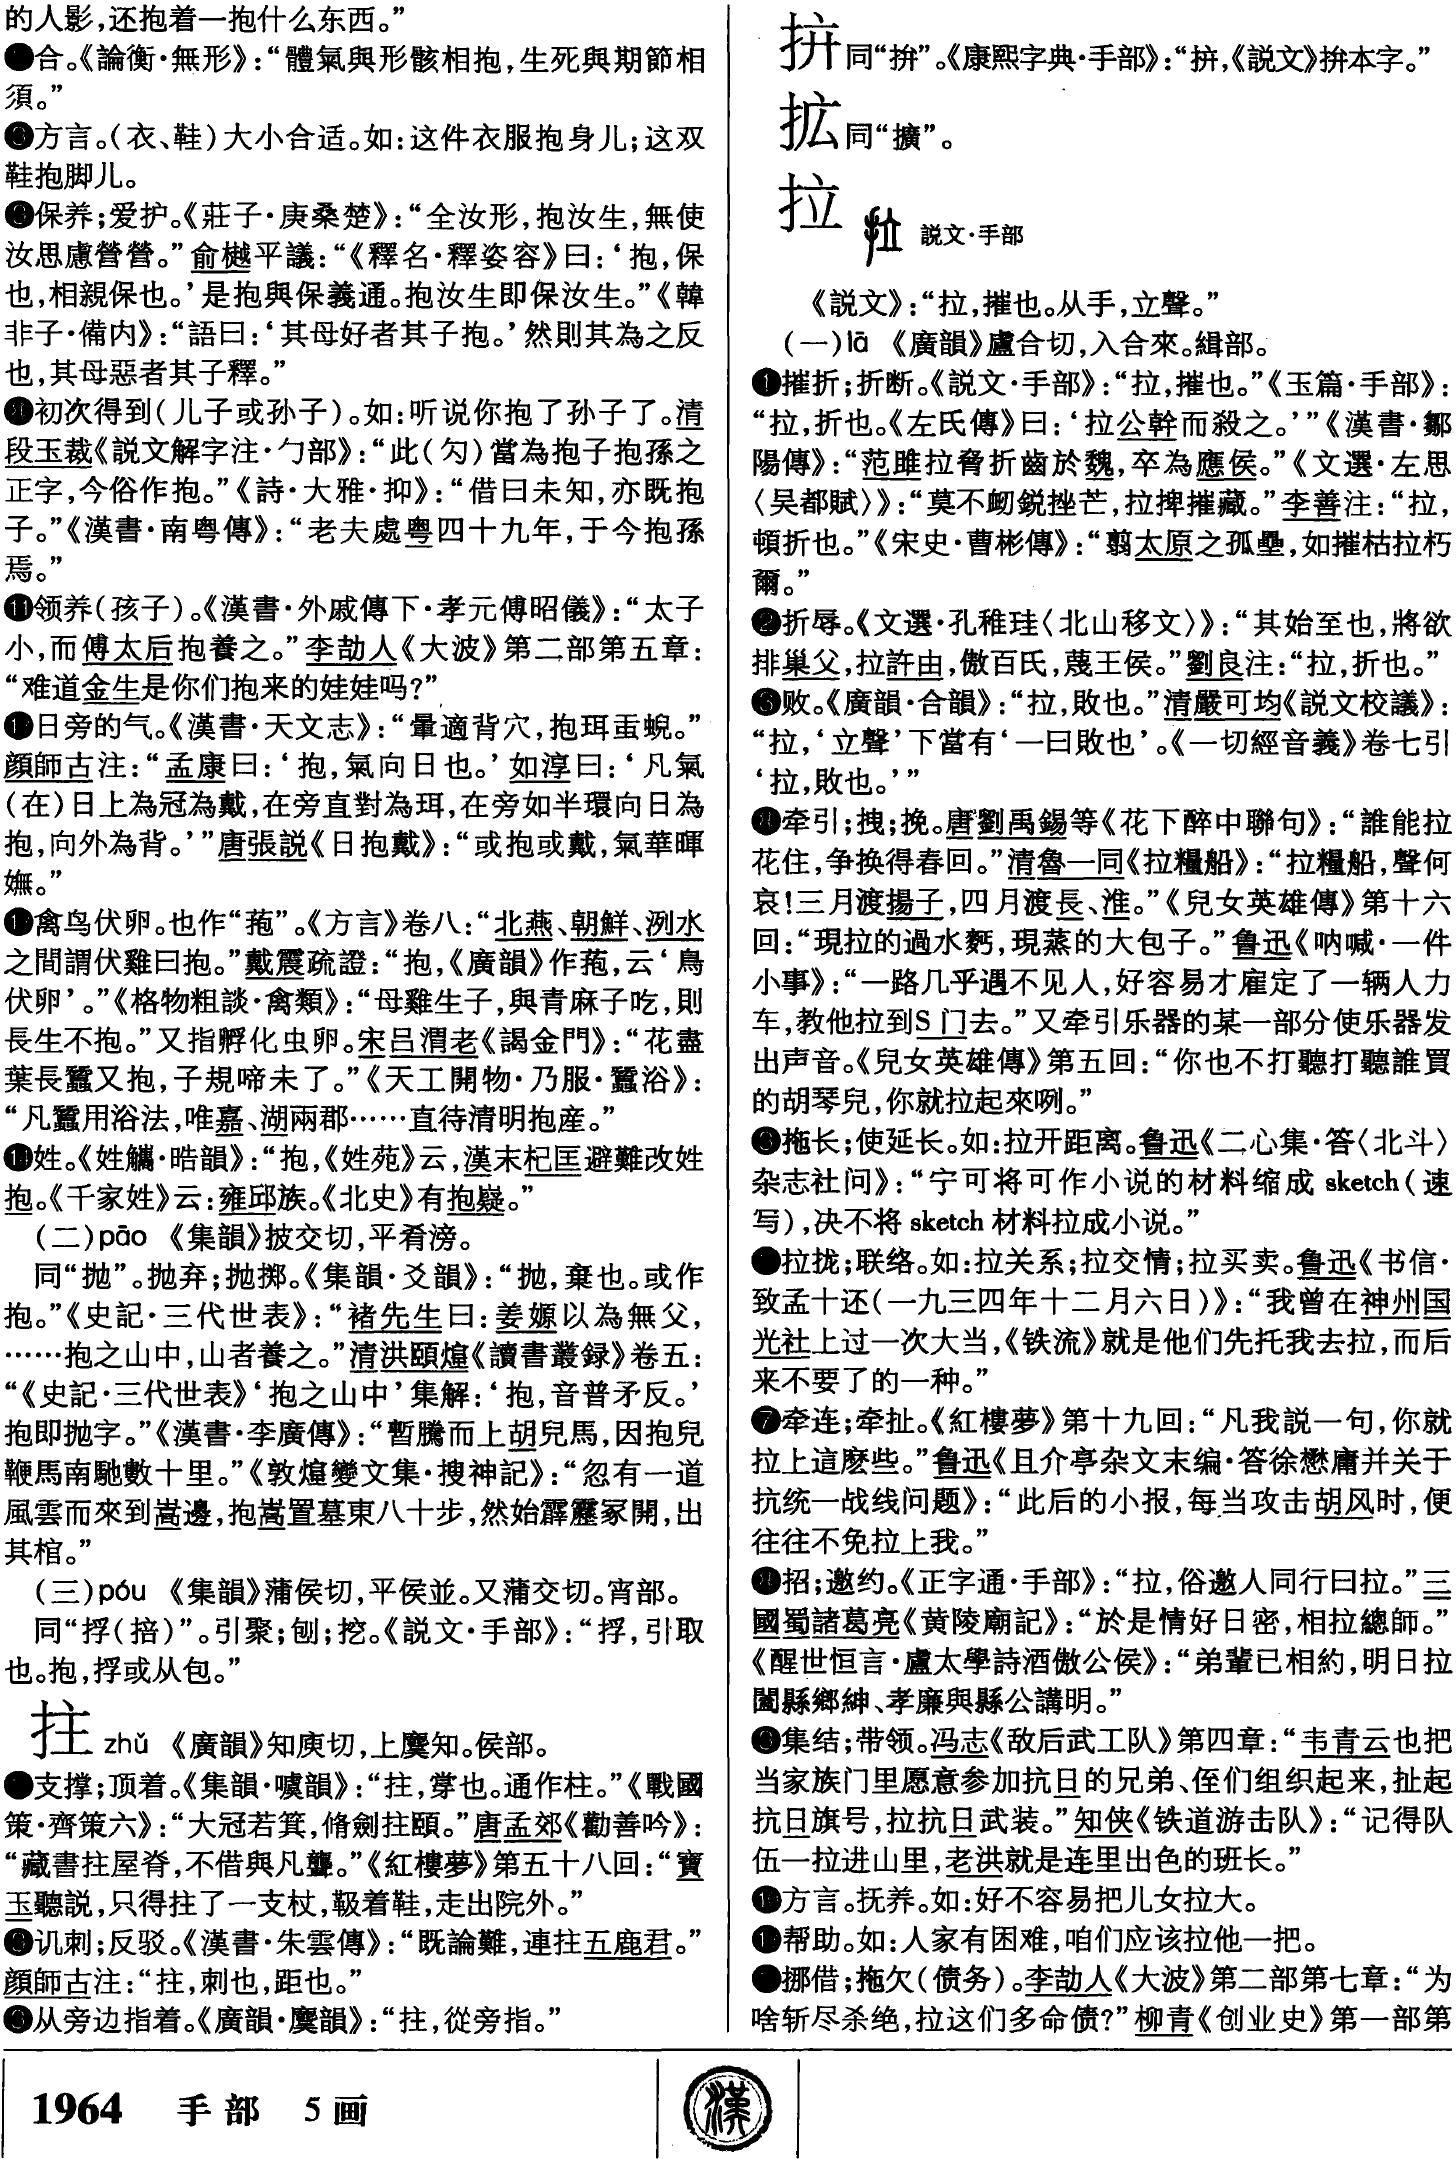 的人影,还抱着一抱什么东西。”
合。《論衡·無形》:“體氣與形骸相抱,生死與期節相
須。”
方言。(衣、鞋)大小合适。如:这件衣服抱身儿;这双
鞋抱脚儿。
保养;爱护。《莊子·庚桑楚》:“全汝形,抱汝生,無使
汝思慮營營。”俞樾平議:“《釋名·釋姿容》曰:‘抱,保
也,相親保也。’是抱與保義通。抱汝生即保汝生。”《韓
非子·備内》:“語曰:‘其母好者其子抱。’然則其為之反
也,其母惡者其子釋。”
初次得到(儿子或孙子)。如:听说你抱了孙子了。清
段玉裁《説文解字注·勹部》:“此(勽)當為抱子抱孫之
正字,今俗作抱。”《詩·大雅·抑》:“借曰未知,亦既抱
子。”《漢書·南粤傳》:“老夫處粤四十九年,于今抱孫
焉。”
⓫领养(孩子)。《漢書·外戚傳下·孝元傅昭儀》:“太子
小,而傅太后抱養之。”李劼人《大波》第二部第五章:
“难道金生是你们抱来的娃娃吗?”
日旁的气。《漢書·天文志》:“暈適背穴,抱珥虹蜺。”
顔師古注:“孟康曰:‘抱,氣向日也。’如淳曰:‘凡氣
(在)日上為冠為戴,在旁直對為珥,在旁如半環向日為
抱,向外為背。’”唐張説《日抱戴》:“或抱或戴,氣華暉
嫵。”
禽鸟伏卵。也作“菢”。《方言》卷八:“北燕、朝鮮、洌水
之間謂伏雞曰抱。”戴震疏證:“抱,《廣韻》作菢,云‘鳥
伏卵’。”《格物粗談·禽類》:“母雞生子,與青麻子吃,則
長生不抱。”又指孵化虫卵。宋吕渭老《謁金門》:“花盡
葉長蠶又抱,子規啼未了。”《天工開物·乃服·蠶浴》:
“凡蠶用浴法,唯嘉、湖兩郡……直待清明抱産。”
姓。《姓觿·晧韻》:“抱,《姓苑》云,漢末杞匡避難改姓
抱。《千家姓》云:雍邱族。《北史》有抱嶷。”
(二)pāo 《集韻》披交切,平肴滂。
同“抛”。抛弃;抛掷。《集韻·爻韻》:“抛,棄也。或作
抱。”《史記·三代世表》:“褚先生曰:姜嫄以為無父,
……抱之山中,山者養之。”清洪頤煊《讀書叢録》卷五:
“《史記·三代世表》‘抱之山中’集解:‘抱,音普矛反。’
抱即抛字。”《漢書·李廣傳》:“暫騰而上胡兒馬,因抱兒
鞭馬南馳數十里。”《敦煌變文集·搜神記》:“忽有一道
風雲而來到嵩邊,抱嵩置墓東八十步,然始霹靂冢開,出
其棺。”
(三)póu 《集韻》蒲侯切,平侯並。又蒲交切。宵部。
同“捊(掊)”。引聚;刨;挖。《説文·手部》:“捊,引取
也。抱,捊或从包。”
拄 zhǔ 《廣韻》知庾切,上麌知。侯部。
支撑;顶着。《集韻·噳韻》:“拄,牚也。通作柱。”《戰國
策·齊策六》:“大冠若箕,脩劍拄頤。”唐孟郊《勸善吟》:
“藏書拄屋脊,不借與凡聾。”《紅樓夢》第五十八回:“寶
玉聽説,只得拄了一支杖,靸着鞋,走出院外。”
讥刺;反驳。《漢書·朱雲傳》:“既論難,連拄五鹿君。”
顔師古注:“拄,刺也,距也。”
从旁边指着。《廣韻·麌韻》:“拄,從旁指。”
拚 同“拚”。《康熙字典·手部》:“拚,《説文》拚本字。”
拡 同“擴”。
拉 説文·手部
《説文》:“拉,摧也。从手,立聲。”
(一)lā 《廣韻》盧合切,入合來。緝部。
❶摧折;折断。《説文·手部》:“拉,摧也。”《玉篇·手部》:
“拉,折也。《左氏傳》曰:‘拉公幹而殺之。’”《漢書·鄒
陽傳》:“范雎拉脅折齒於魏,卒為應侯。”《文選·左思
〈吴都賦〉》:“莫不衂鋭挫芒,拉捭摧藏。”李善注:“拉,
頓折也。”《宋史·曹彬傳》:“翦太原之孤壘,如摧枯拉朽
爾。”
❷折辱。《文選·孔稚珪〈北山移文〉》:“其始至也,將欲
排巢父,拉許由,傲百氏,蔑王侯。”劉良注:“拉,折也。”
败。《廣韻·合韻》:“拉,敗也。”清嚴可均《説文校議》:
“拉,‘立聲’下當有‘一曰敗也’。《一切經音義》卷七引
‘拉,敗也。’”
牵引;拽;挽。唐劉禹錫等《花下醉中聯句》:“誰能拉
花住,争换得春回。”清魯一同《拉糧船》:“拉糧船,聲何
哀!三月渡揚子,四月渡長、淮。”《兒女英雄傳》第十六
回:“現拉的過水麪,現蒸的大包子。”鲁迅《呐喊·一件
小事》:“一路几乎遇不见人,好容易才雇定了一辆人力
车,教他拉到S门去。”又牵引乐器的某一部分使乐器发
出声音。《兒女英雄傳》第五回:“你也不打聽打聽誰買
的胡琴兒,你就拉起來咧。”
拖长;使延长。如:拉开距离。鲁迅《二心集·答〈北斗〉
杂志社问》:“宁可将可作小说的材料缩成 sketch(速
写),决不将 sketch 材料拉成小说。”
拉拢;联络。如:拉关系;拉交情;拉买卖。鲁迅《书信·
致孟十还(一九三四年十二月六日)》:“我曾在神州国
光社上过一次大当,《铁流》就是他们先托我去拉,而后
来不要了的一种。”
❼牵连;牵扯。《紅樓夢》第十九回:“凡我説一句,你就
拉上這麽些。”鲁迅《且介亭杂文末编·答徐懋庸并关于
抗统一战线问题》:“此后的小报,每当攻击胡风时,便
往往不免拉上我。”
招;邀约。《正字通·手部》:“拉,俗邀人同行曰拉。”三
國蜀諸葛亮《黄陵廟記》:“於是情好日密,相拉總師。”
《醒世恒言·盧太學詩酒傲公侯》:“弟輩已相約,明日拉
闔縣鄉紳、孝廉與縣公講明。”
集结;带领。冯志《敌后武工队》第四章:“韦青云也把
当家族门里愿意参加抗日的兄弟、侄们组织起来,扯起
抗日旗号,拉抗日武装。”知侠《铁道游击队》:“记得队
伍一拉进山里,老洪就是连里出色的班长。”
方言。抚养。如:好不容易把儿女拉大。
帮助。如:人家有困难,咱们应该拉他一把。
挪借;拖欠(债务)。李劼人《大波》第二部第七章:“为
啥斩尽杀绝,拉这们多命债?”柳青《创业史》第一部第
1964 手部 5画
漢